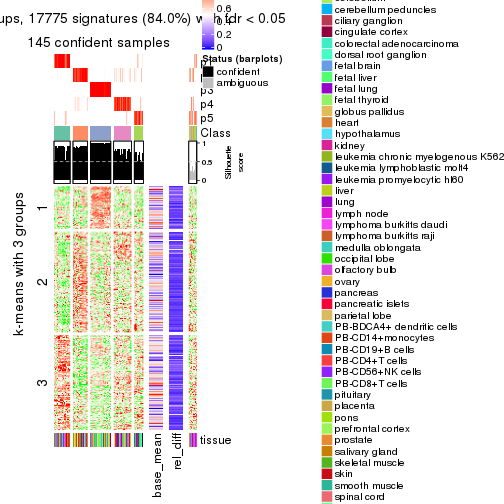 ups, 17775 signatures (84.0%) with fdr < 0.05
145 confident samples
p4
p5
Class
1
0.5
0
Silhouette
score
k-means with 3 groups
1
2
3
base_mean
rel_diff
tissue
0.6
0
Status (barplots)
confident
ambiguous
cerebellum peduncles
ciliary ganglion
cingulate cortex
colorectal adenocarcinoma
dorsal root ganglion
fetal brain
fetal liver
fetal lung
fetal thyroid
globus pallidus
heart
hypothalamus
kidney
leukemia chronic myelogenous K562
leukemia lymphoblastic molt4
leukemia promyelocytic hl60
liver
lung
lymph node
lymphoma burkitts daudi
lymphoma burkitts raji
medulla oblongata
occipital lobe
olfactory bulb
ovary
pancreas
pancreatic islets
parietal lobe
PB-BDCA4+ dendritic cells
PB-CD14+monocytes
PB-CD19+B cells
PB-CD4+T cells
PB-CD56+NK cells
PB-CD8+T cells
pituitary
placenta
pons
prefrontal cortex
prostate
salivary gland
skeletal muscle
skin
smooth muscle
spinal cord